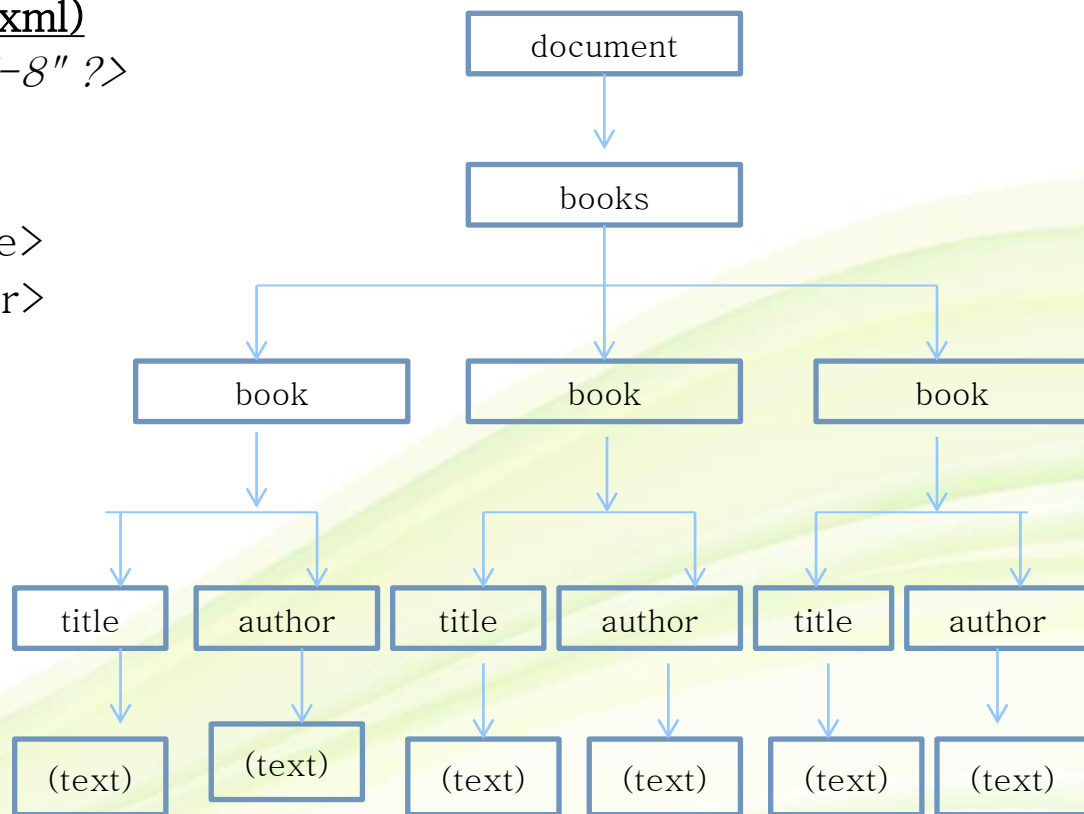 xml)
-8" ?>
e>
r>
document
books
book book book
title author title author title author
(text) (text) (text) (text) (text) (text)